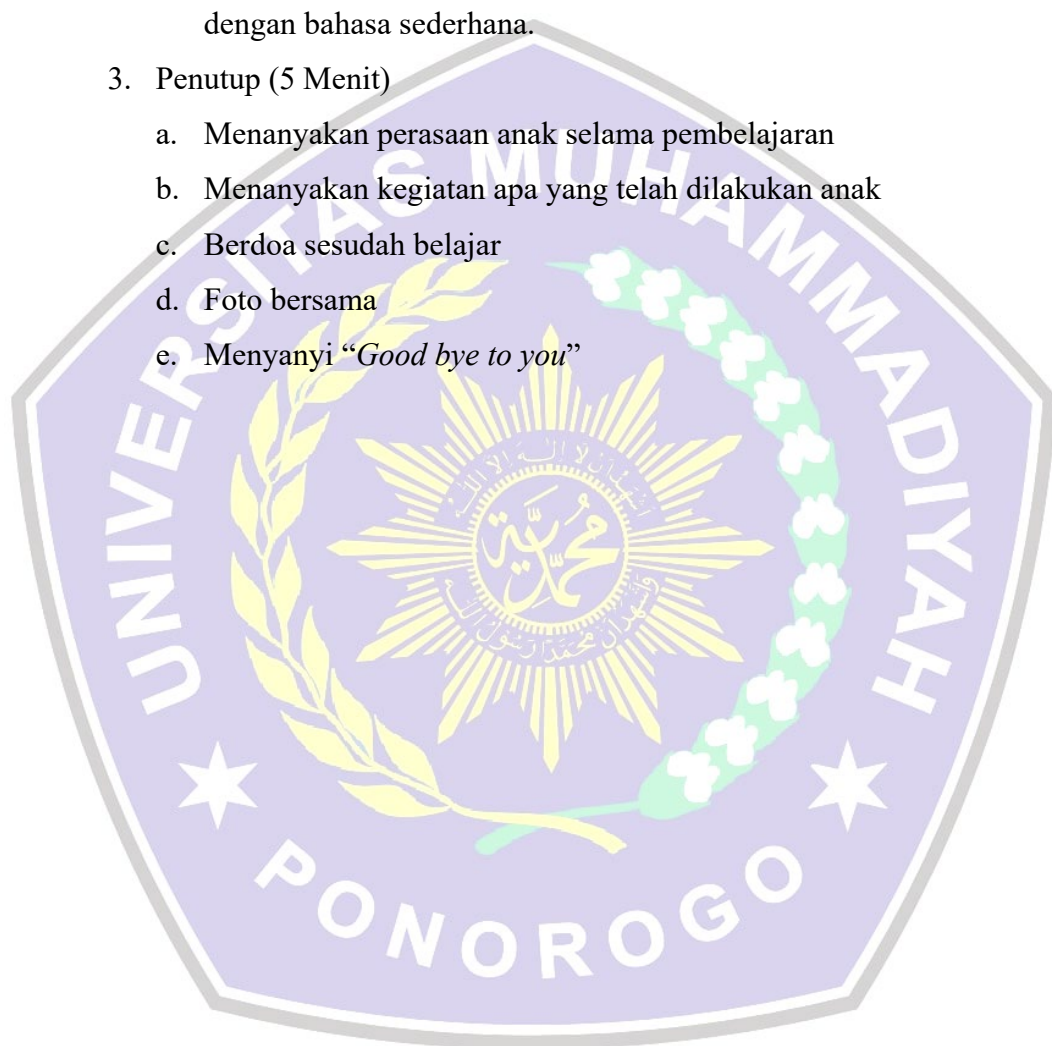 dengan bahasa sederhana.
3. Penutup (5 Menit)
a. Menanyakan perasaan anak selama pembelajaran
b. Menanyakan kegiatan apa yang telah dilakukan anak
c. Berdoa sesudah belajar
d. Foto bersama
e. Menyanyi “Good bye to you”
UNIVERSITAS MUHAMMADIYAH
محمدية
PONOROGO